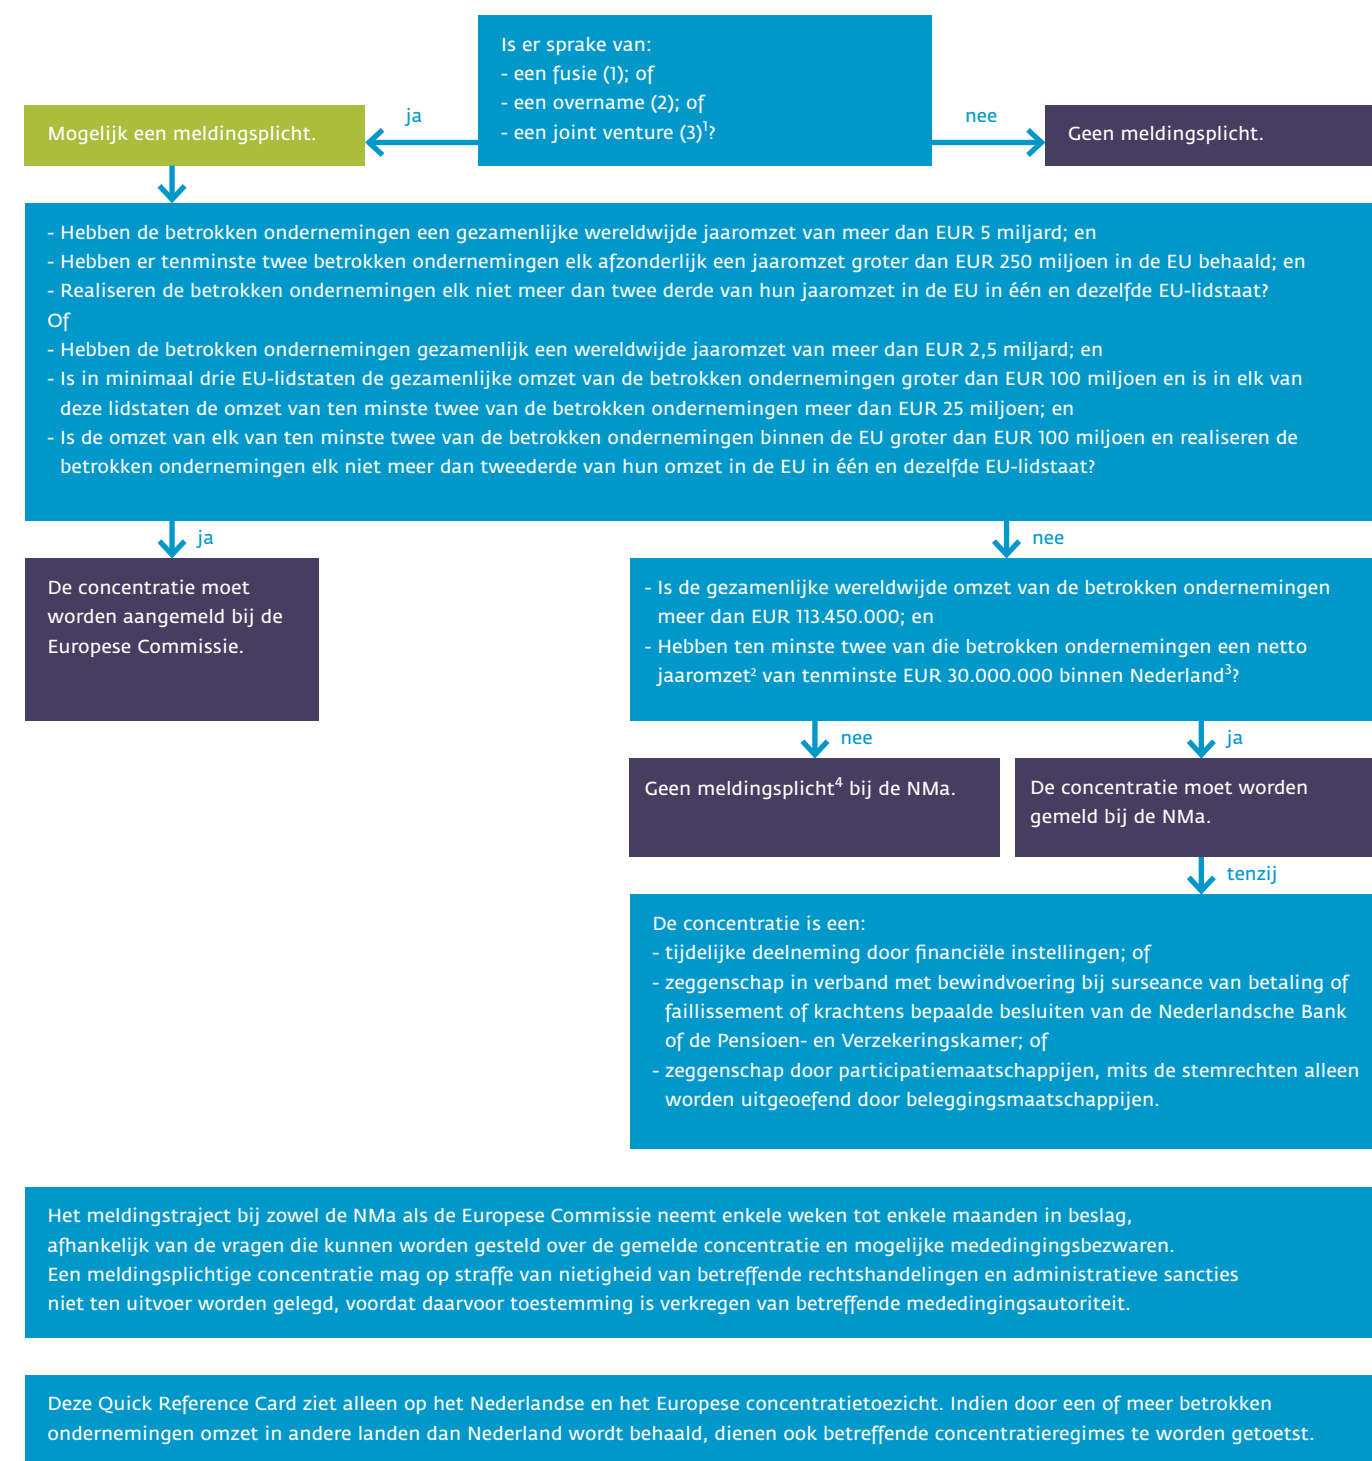 Is er sprake van:
- een fusie (1); of
- een overname (2); of
- een joint venture (3)¹?
ja
nee
Mogelijk een meldingsplicht.
Geen meldingsplicht.
- Hebben de betrokken ondernemingen een gezamenlijke wereldwijde jaaromzet van meer dan EUR 5 miljard; en
- Hebben er tenminste twee betrokken ondernemingen elk afzonderlijk een jaaromzet groter dan EUR 250 miljoen in de EU behaald; en
- Realiseren de betrokken ondernemingen elk niet meer dan twee derde van hun jaaromzet in de EU in één en dezelfde EU-lidstaat?
Of
- Hebben de betrokken ondernemingen gezamenlijk een wereldwijde jaaromzet van meer dan EUR 2,5 miljard; en
- Is in minimaal drie EU-lidstaten de gezamenlijke omzet van de betrokken ondernemingen groter dan EUR 100 miljoen en is in elk van
deze lidstaten de omzet van ten minste twee van de betrokken ondernemingen meer dan EUR 25 miljoen; en
- Is de omzet van elk van ten minste twee van de betrokken ondernemingen binnen de EU groter dan EUR 100 miljoen en realiseren de
betrokken ondernemingen elk niet meer dan tweederde van hun omzet in de EU in één en dezelfde EU-lidstaat?
ja
nee
De concentratie moet
worden aangemeld bij de
Europese Commissie.
- Is de gezamenlijke wereldwijde omzet van de betrokken ondernemingen
meer dan EUR 113.450.000; en
- Hebben ten minste twee van die betrokken ondernemingen een netto
jaaromzet² van tenminste EUR 30.000.000 binnen Nederland³?
nee
ja
Geen meldingsplicht⁴ bij de NMa.
De concentratie moet worden
gemeld bij de NMa.
tenzij
De concentratie is een:
- tijdelijke deelneming door financiële instellingen; of
- zeggenschap in verband met bewindvoering bij surseance van betaling of
faillissement of krachtens bepaalde besluiten van de Nederlandsche Bank
of de Pensioen- en Verzekeringskamer; of
- zeggenschap door participatiemaatschappijen, mits de stemrechten alleen
worden uitgeoefend door beleggingsmaatschappijen.
Het meldingstraject bij zowel de NMa als de Europese Commissie neemt enkele weken tot enkele maanden in beslag,
afhankelijk van de vragen die kunnen worden gesteld over de gemelde concentratie en mogelijke mededingingsbezwaren.
Een meldingsplichtige concentratie mag op straffe van nietigheid van betreffende rechtshandelingen en administratieve sancties
niet ten uitvoer worden gelegd, voordat daarvoor toestemming is verkregen van betreffende mededingingsautoriteit.
Deze Quick Reference Card ziet alleen op het Nederlandse en het Europese concentratietoezicht. Indien door een of meer betrokken
ondernemingen omzet in andere landen dan Nederland wordt behaald, dienen ook betreffende concentratieregimes te worden getoetst.